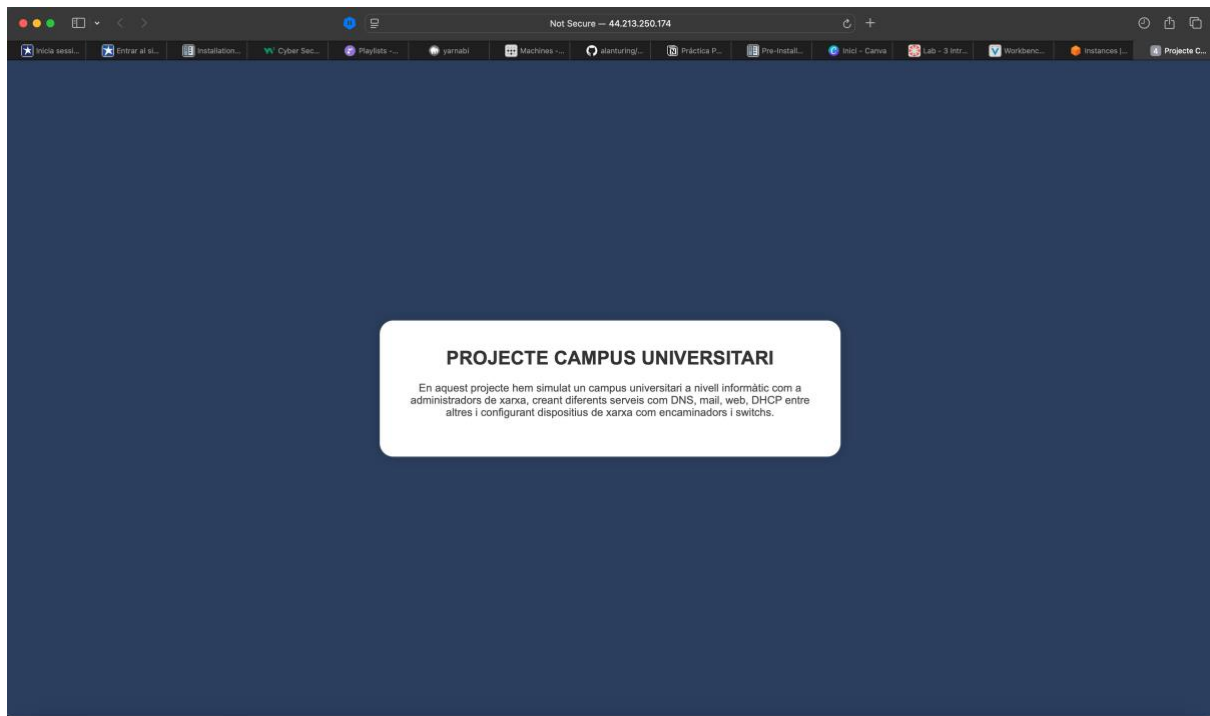 Not Secure — 44.213.250.174
Inicia sessi... Entrar al si... Installation... Cyber Sec... Playlists -... yarnabi Machines -... alanturing/... Pràctica P... Pre-Install... Inici - Canva Lab - 3 Intr... Workbenc... Instances |... Projecte C...
PROJECTE CAMPUS UNIVERSITARI
En aquest projecte hem simulat un campus universitari a nivell informàtic com a
administradors de xarxa, creant diferents serveis com DNS, mail, web, DHCP entre
altres i configurant dispositius de xarxa com encaminadors i switchs.